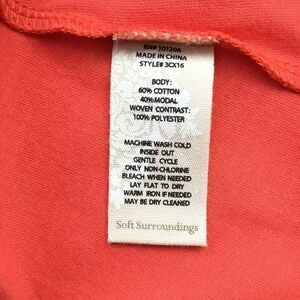 RN# 101306
MADE IN CHINA
STYLE# 3CX16
BODY:
60% COTTON
40% MODAL
WOVEN CONTRAST:
100% POLYESTER
MACHINE WASH COLD
INSIDE OUT
GENTLE CYCLE
ONLY NON-CHLORINE
BLEACH WHEN NEEDED
LAY FLAT TO DRY
WARM IRON IF NEEDED
MAY BE DRY CLEANED
Soft Surroundings